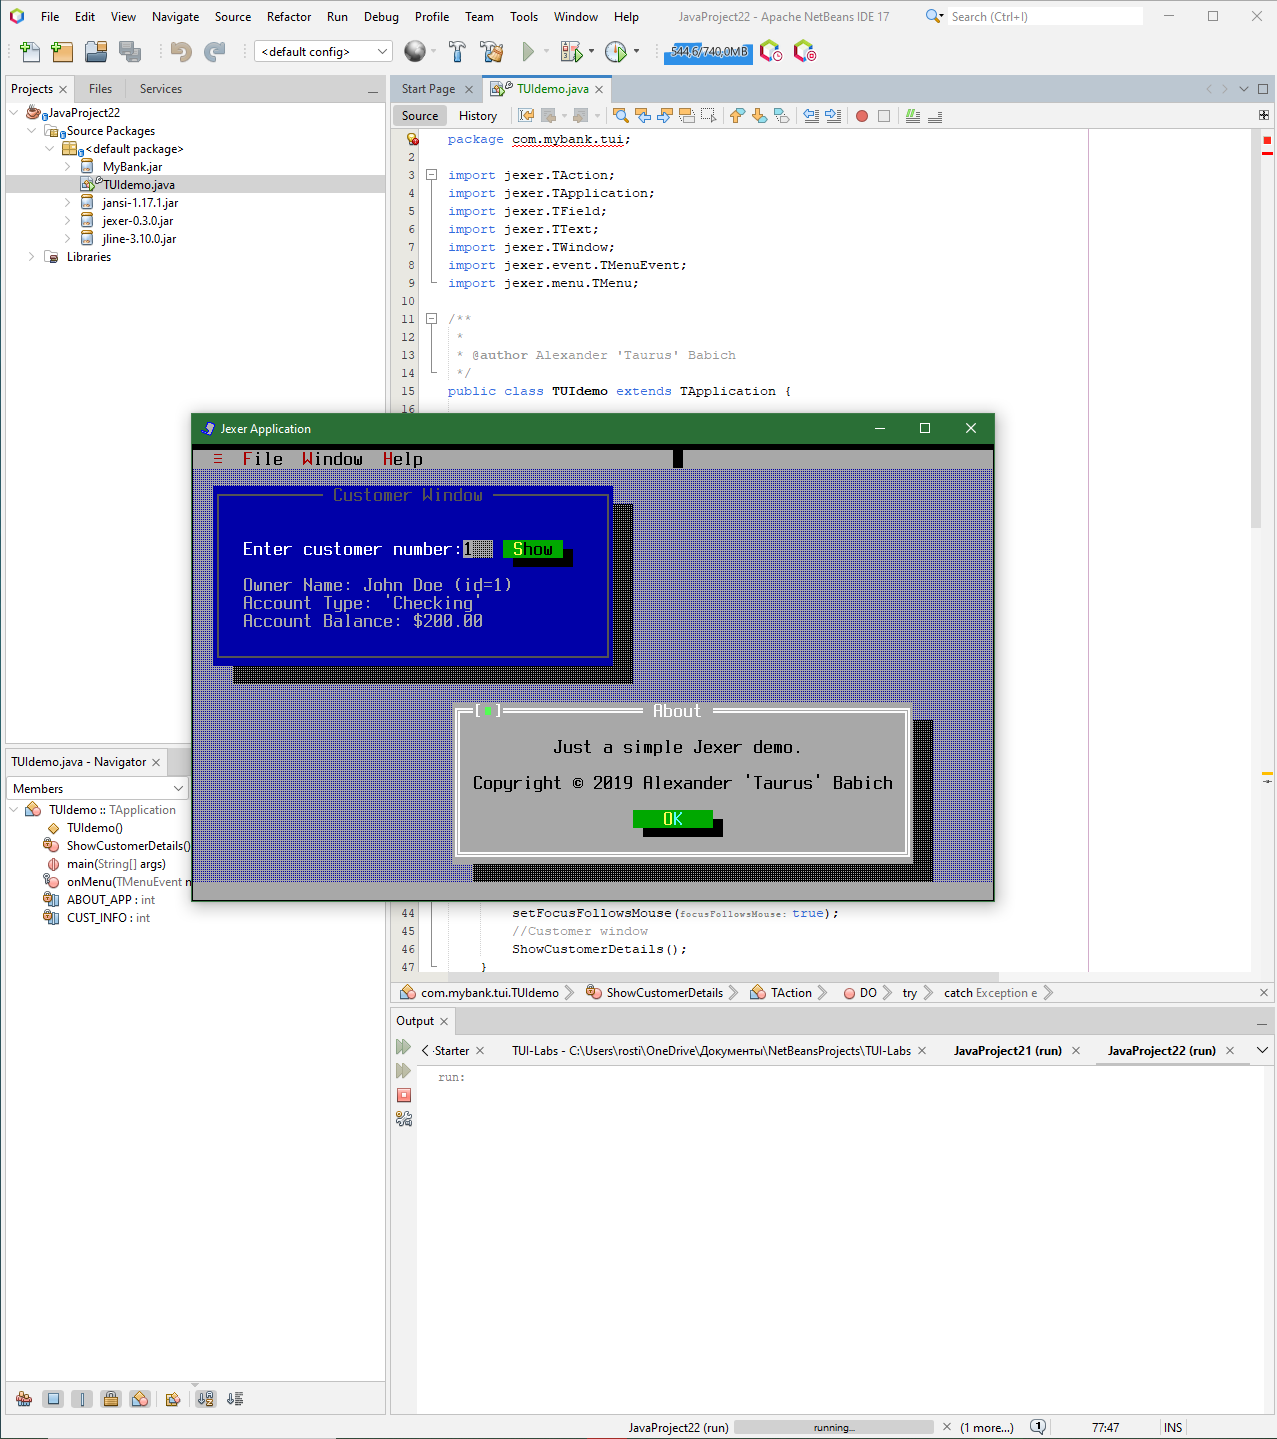 File Edit View Navigate Source Refactor Run Debug Profile Team Tools Window Help JavaProject22 - Apache NetBeans IDE 17 Search (Ctrl+I)
<default config> 544,6/740,0MB
Projects Files Services
Start Page TUIdemo.java
Source History
JavaProject22
Source Packages
<default package>
MyBank.jar
TUIdemo.java
jansi-1.17.1.jar
jexer-0.3.0.jar
jline-3.10.0.jar
Libraries
package com.mybank.tui;
2
3 import jexer.TAction;
4 import jexer.TApplication;
5 import jexer.TField;
6 import jexer.TText;
7 import jexer.TWindow;
8 import jexer.event.TMenuEvent;
9 import jexer.menu.TMenu;
10
11 /**
12 *
13 * @author Alexander 'Taurus' Babich
14 */
15 public class TUIdemo extends TApplication {
16
Jexer Application
≡ File Window Help
Customer Window
Enter customer number:1 Show
Owner Name: John Doe (id=1)
Account Type: 'Checking'
Account Balance: $200.00
[ ] About
Just a simple Jexer demo.
Copyright © 2019 Alexander 'Taurus' Babich
OK
44 setFocusFollowsMouse(focusFollowsMouse: true);
45 //Customer window
46 ShowCustomerDetails();
47 }
TUIdemo.java - Navigator
Members
TUIdemo :: TApplication
TUIdemo()
ShowCustomerDetails()
main(String[] args)
onMenu(TMenuEvent
ABOUT_APP : int
CUST_INFO : int
com.mybank.tui.TUIdemo ShowCustomerDetails TAction DO try catch Exception e
Output
-Starter TUI-Labs - C:\Users\rosti\OneDrive\Документы\NetBeansProjects\TUI-Labs JavaProject21 (run) JavaProject22 (run)
run:
JavaProject22 (run) running... (1 more...) 1 77:47 INS